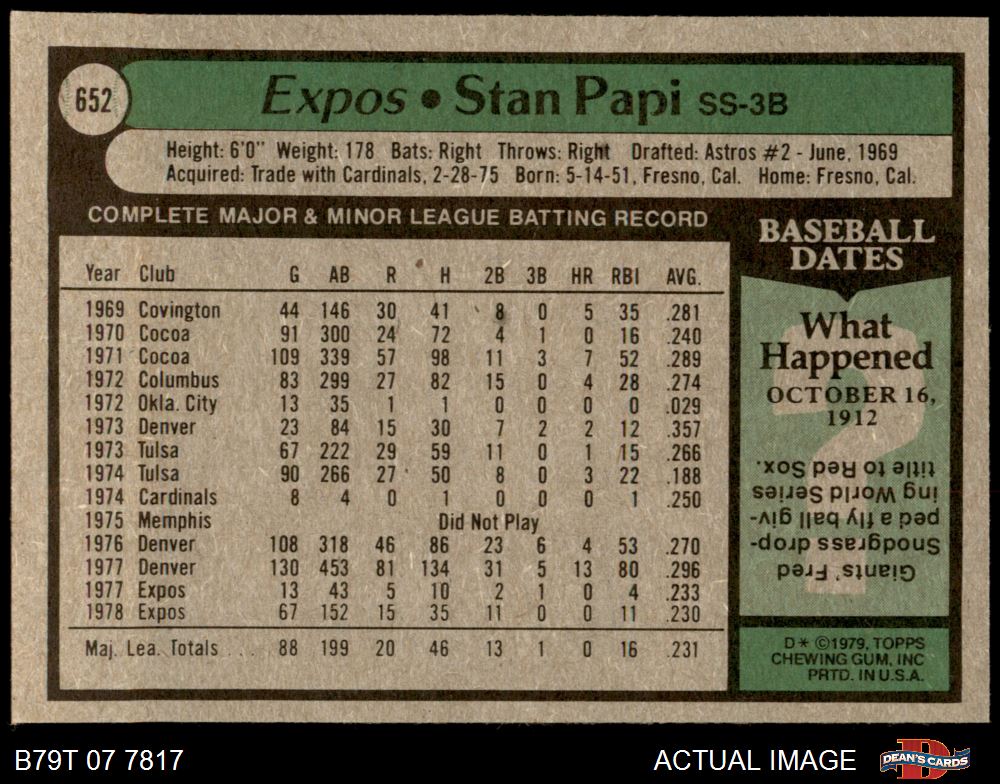 652
Expos • Stan Papi SS-3B
Height: 6'0" Weight: 178 Bats: Right Throws: Right Drafted: Astros #2 - June, 1969
Acquired: Trade with Cardinals, 2-28-75 Born: 5-14-51, Fresno, Cal. Home: Fresno, Cal.
COMPLETE MAJOR & MINOR LEAGUE BATTING RECORD
Year Club G AB R H 2B 3B HR RBI AVG.
1969 Covington 44 146 30 41 8 0 5 35 .281
1970 Cocoa 91 300 24 72 4 1 0 16 .240
1971 Cocoa 109 339 57 98 11 3 7 52 .289
1972 Columbus 83 299 27 82 15 0 4 28 .274
1972 Okla. City 13 35 1 1 0 0 0 0 .029
1973 Denver 23 84 15 30 7 2 2 12 .357
1973 Tulsa 67 222 29 59 11 0 1 15 .266
1974 Tulsa 90 266 27 50 8 0 3 22 .188
1974 Cardinals 8 4 0 1 0 0 0 1 .250
1975 Memphis Did Not Play
1976 Denver 108 318 46 86 23 6 4 53 .270
1977 Denver 130 453 81 134 31 5 13 80 .296
1977 Expos 13 43 5 10 2 1 0 4 .233
1978 Expos 67 152 15 35 11 0 0 11 .230
Maj. Lea. Totals . . . 88 199 20 46 13 1 0 16 .231
BASEBALL
DATES
What
Happened
OCTOBER 16,
1912
Giants' Fred
Snodgrass drop-
ped a fly ball giv-
ing World Series
title to Red Sox.
D* ©1979, TOPPS
CHEWING GUM, INC
PRTD. IN U.S.A.
B79T 07 7817
ACTUAL IMAGE
DEAN'S CARDS